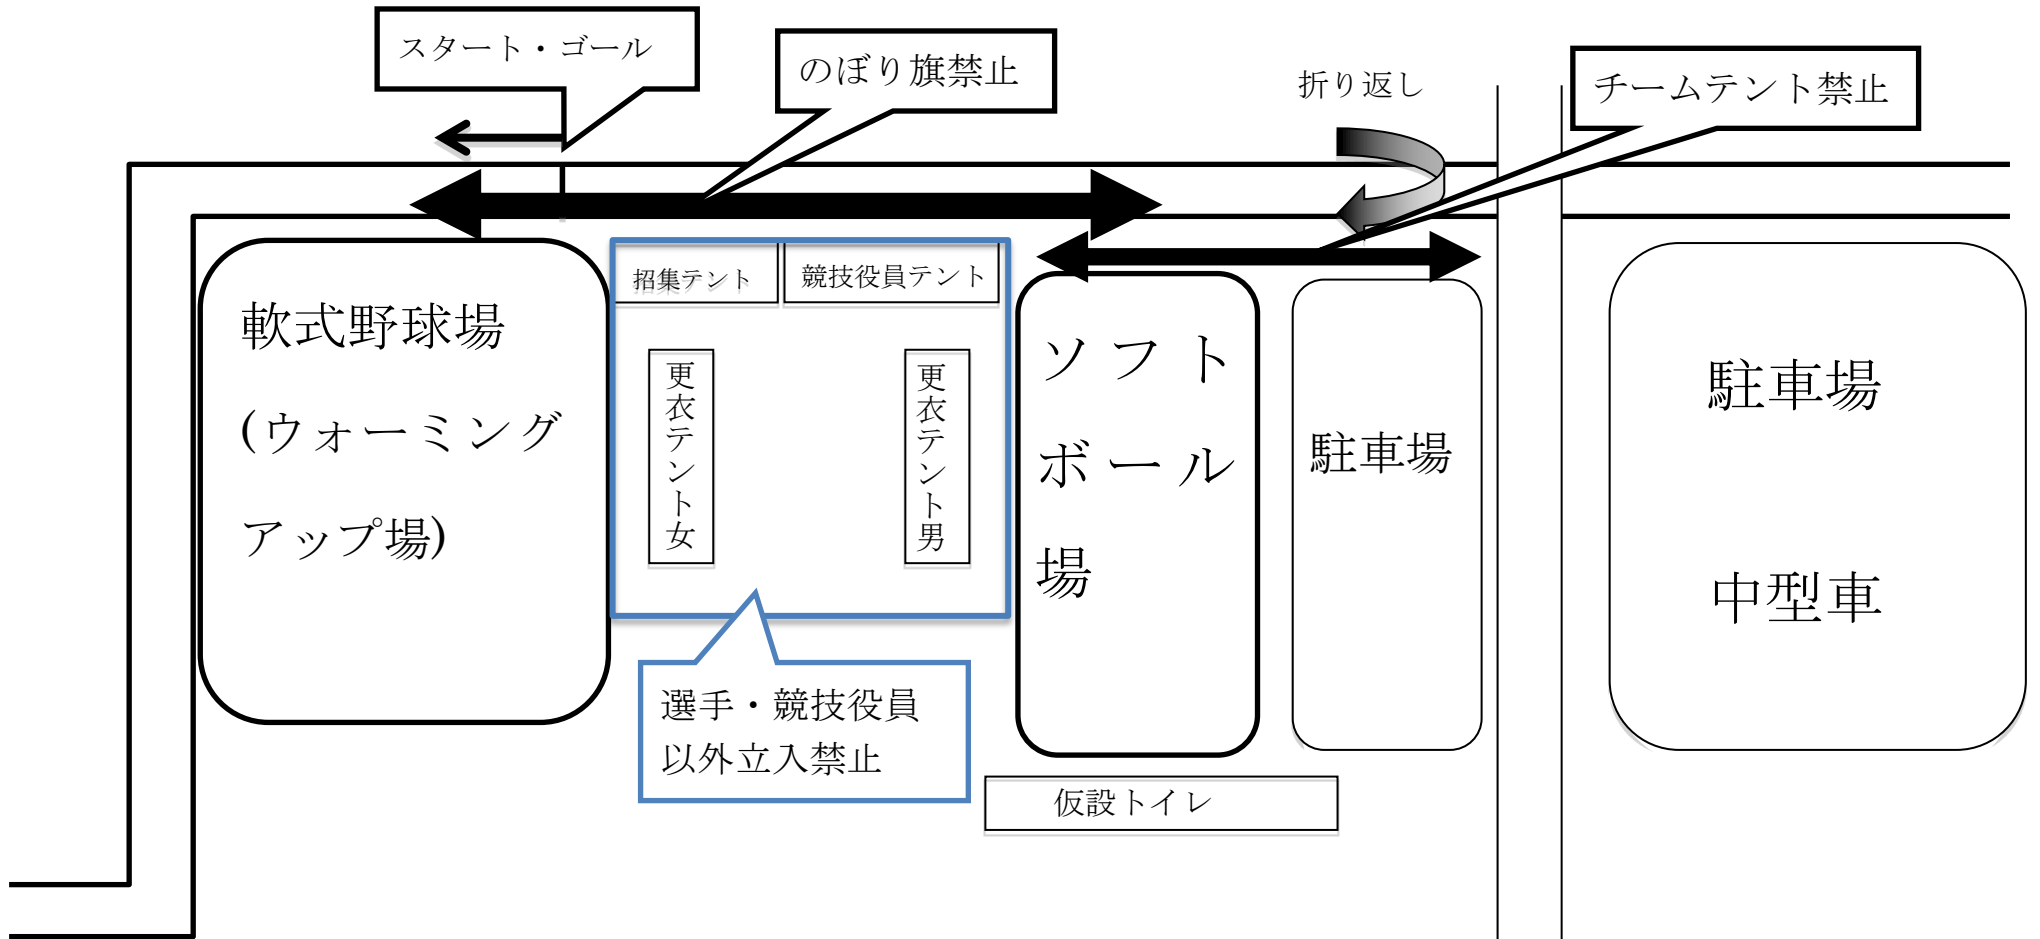 スタート・ゴール
のぼり旗禁止
折り返し
チームテント禁止
招集テント
競技役員テント
軟式野球場
(ウォーミング
アップ場)
更衣テント女
更衣テント男
ソフト
ボール
場
駐車場
駐車場
中型車
選手・競技役員
以外立入禁止
仮設トイレ